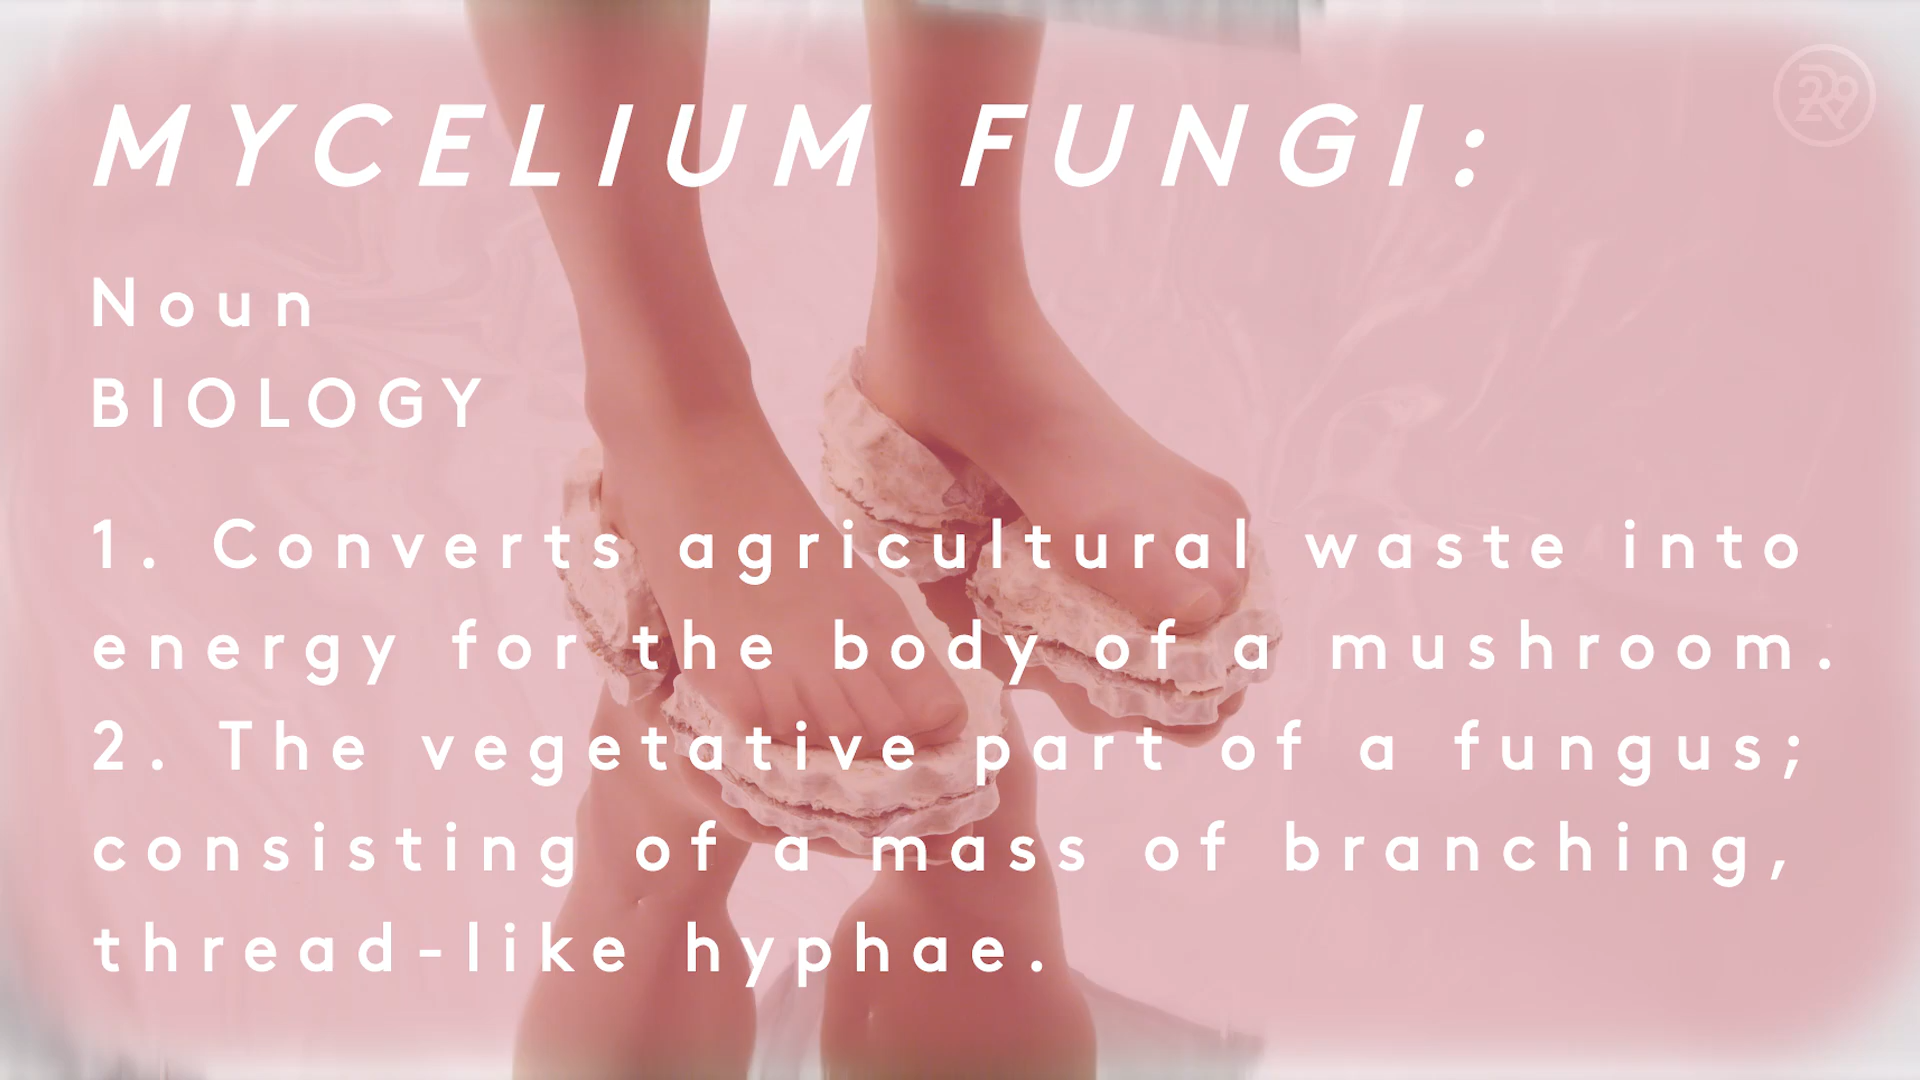 MYCELIUM FUNGI:
Noun
BIOLOGY
1. Converts agricultural waste into
energy for the body of a mushroom.
2. The vegetative part of a fungus;
consisting of a mass of branching,
thread-like hyphae.
R29